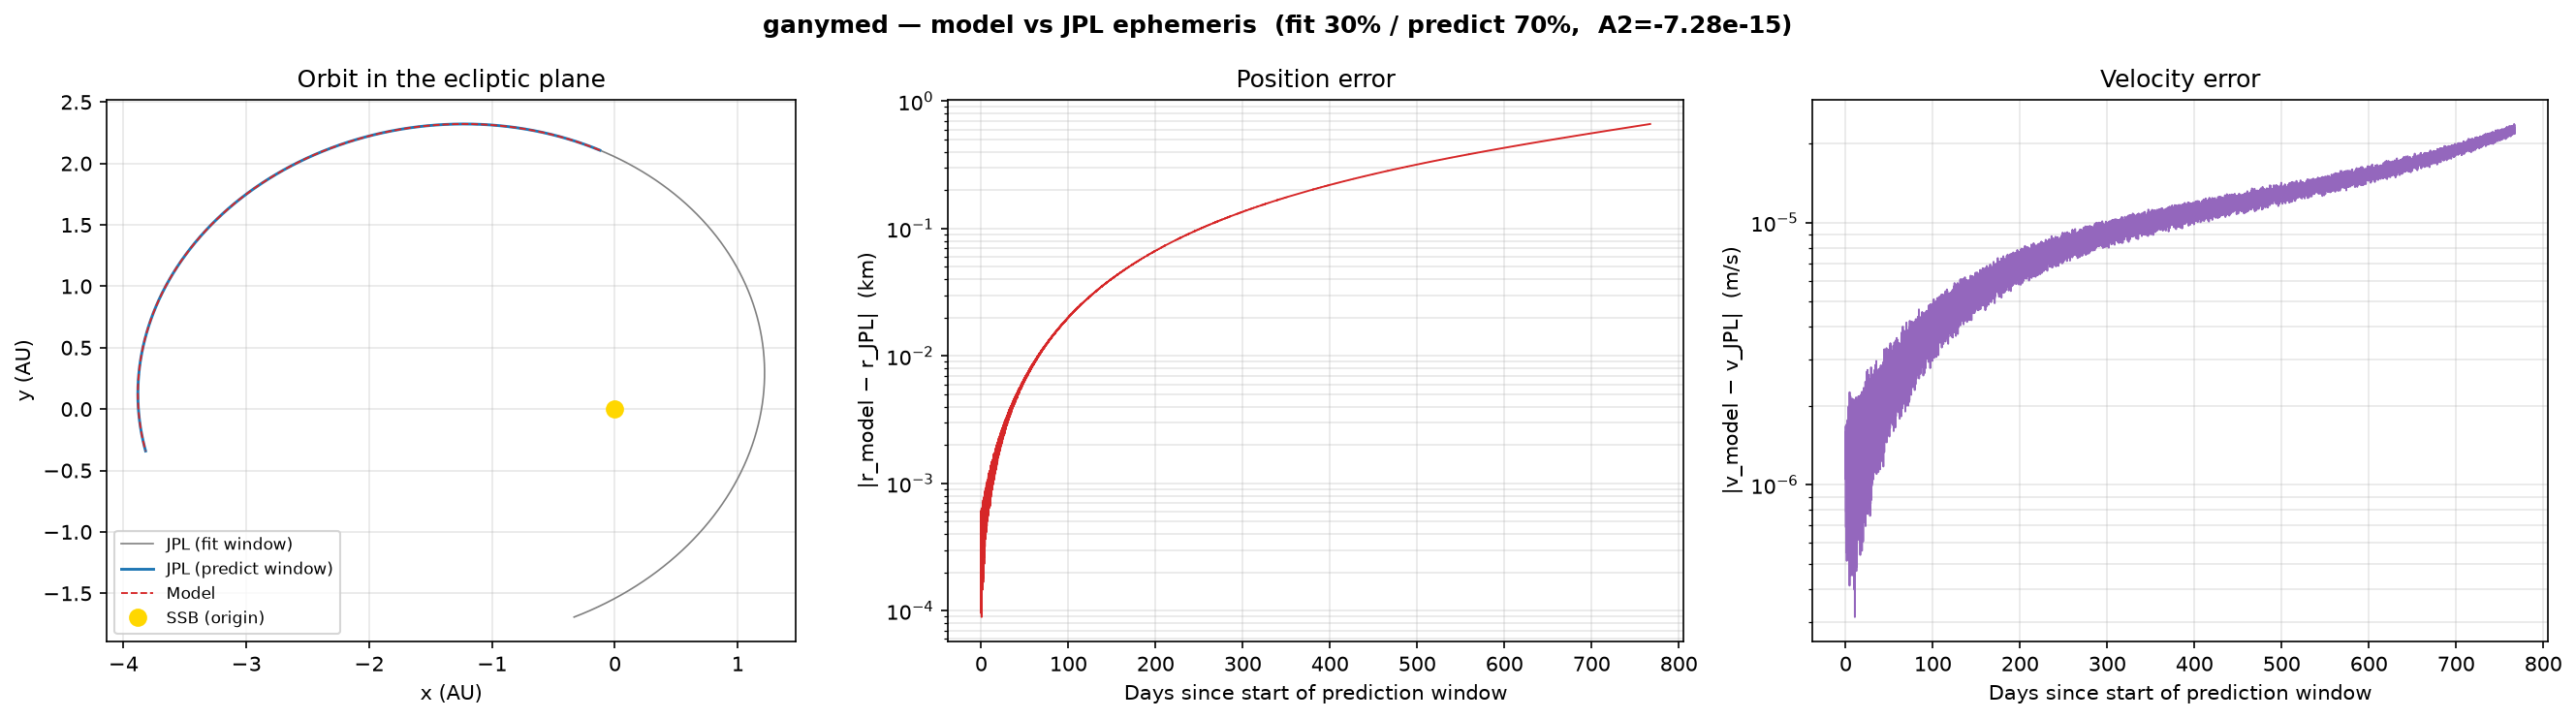 ganymed — model vs JPL ephemeris  (fit 30% / predict 70%,  A2=-7.28e-15)
Orbit in the ecliptic plane
y (AU)
2.5
2.0
1.5
1.0
0.5
0.0
−0.5
−1.0
−1.5
JPL (fit window)
JPL (predict window)
Model
SSB (origin)
−4
−3
−2
−1
0
1
x (AU)
Position error
|r_model − r_JPL|  (km)
10⁰
10⁻¹
10⁻²
10⁻³
10⁻⁴
0
100
200
300
400
500
600
700
800
Days since start of prediction window
Velocity error
|v_model − v_JPL|  (m/s)
10⁻⁵
10⁻⁶
0
100
200
300
400
500
600
700
800
Days since start of prediction window